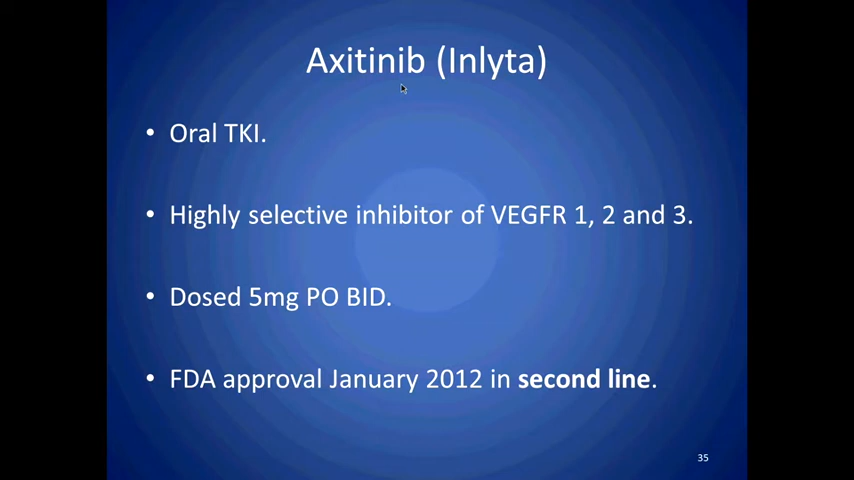 Axitinib (Inlyta)
• Oral TKI.
• Highly selective inhibitor of VEGFR 1, 2 and 3.
• Dosed 5mg PO BID.
• FDA approval January 2012 in second line.
35